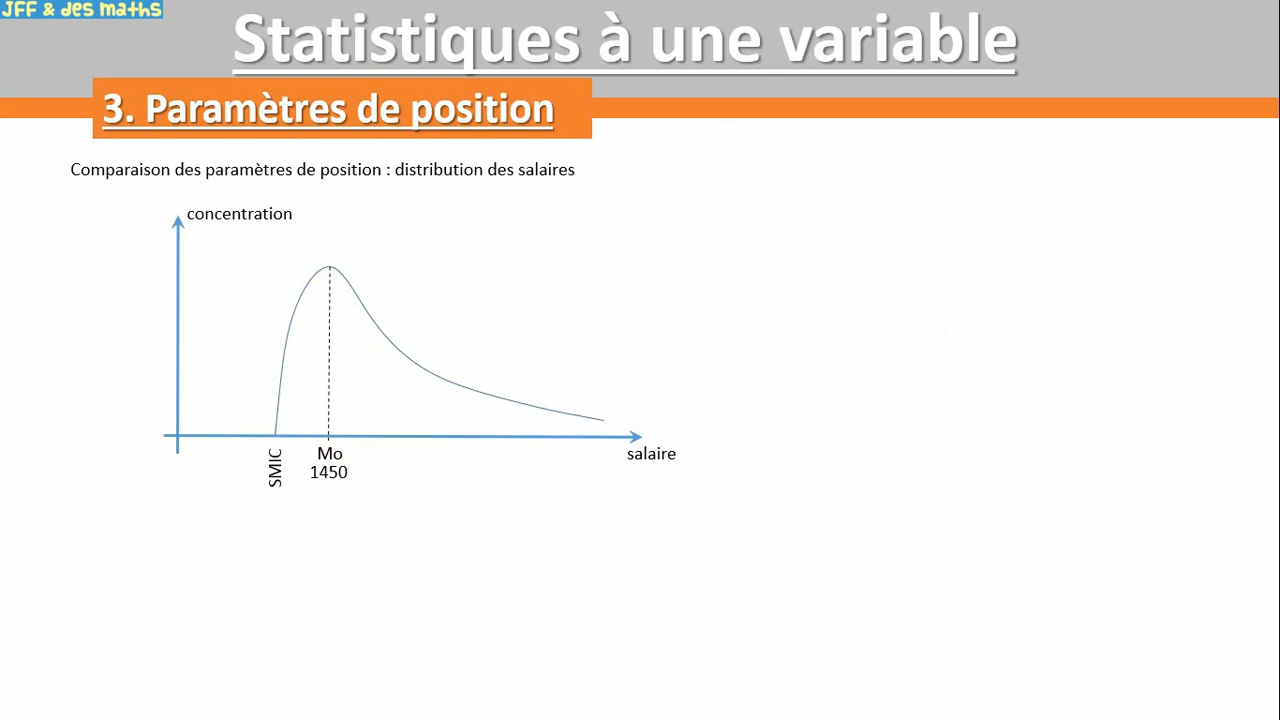 JFF & des maths
Statistiques à une variable
3. Paramètres de position
Comparaison des paramètres de position : distribution des salaires
concentration
SMIC
Mo
1450
salaire